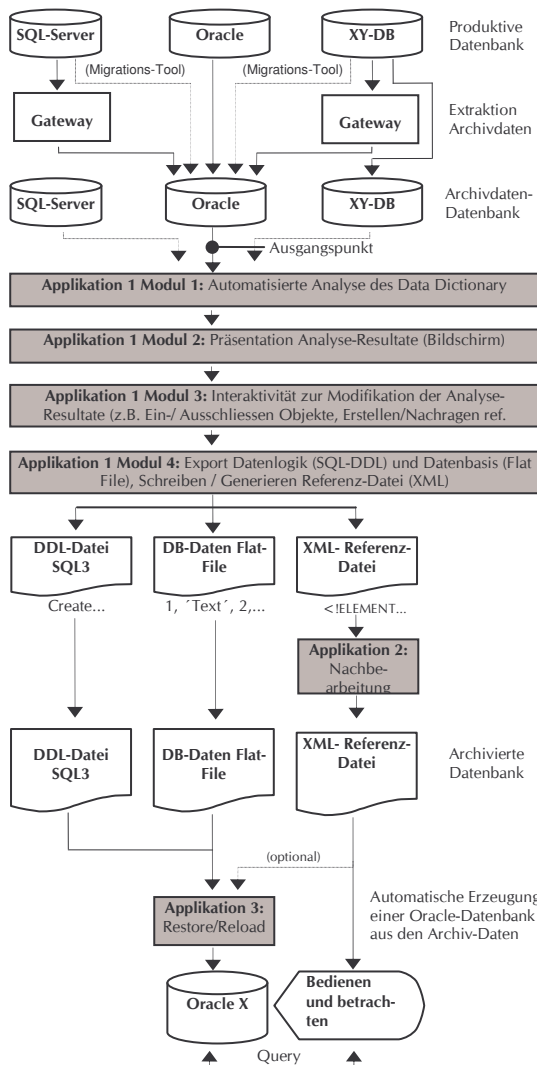 SQL-Server
Oracle
XY-DB
Produktive
Datenbank
(Migrations-Tool)
(Migrations-Tool)
Gateway
Gateway
Extraktion
Archivdaten
SQL-Server
Oracle
XY-DB
Archivdaten-
Datenbank
Ausgangspunkt
Applikation 1 Modul 1: Automatisierte Analyse des Data Dictionary
Applikation 1 Modul 2: Präsentation Analyse-Resultate (Bildschirm)
Applikation 1 Modul 3: Interaktivität zur Modifikation der Analyse-
Resultate (z.B. Ein-/ Ausschliessen Objekte, Erstellen/Nachragen ref.
Applikation 1 Modul 4: Export Datenlogik (SQL-DDL) und Datenbasis (Flat
File), Schreiben / Generieren Referenz-Datei (XML)
DDL-Datei
SQL3
DB-Daten Flat-
File
XML- Referenz-
Datei
Create...
1, ´Text´, 2,...
<!ELEMENT...
Applikation 2:
Nachbe-
arbeitung
DDL-Datei
SQL3
DB-Daten Flat-
File
XML- Referenz-
Datei
Archivierte
Datenbank
(optional)
Applikation 3:
Restore/Reload
Automatische Erzeugung
einer Oracle-Datenbank
aus den Archiv-Daten
Oracle X
Bedienen
und betrach-
ten
Query